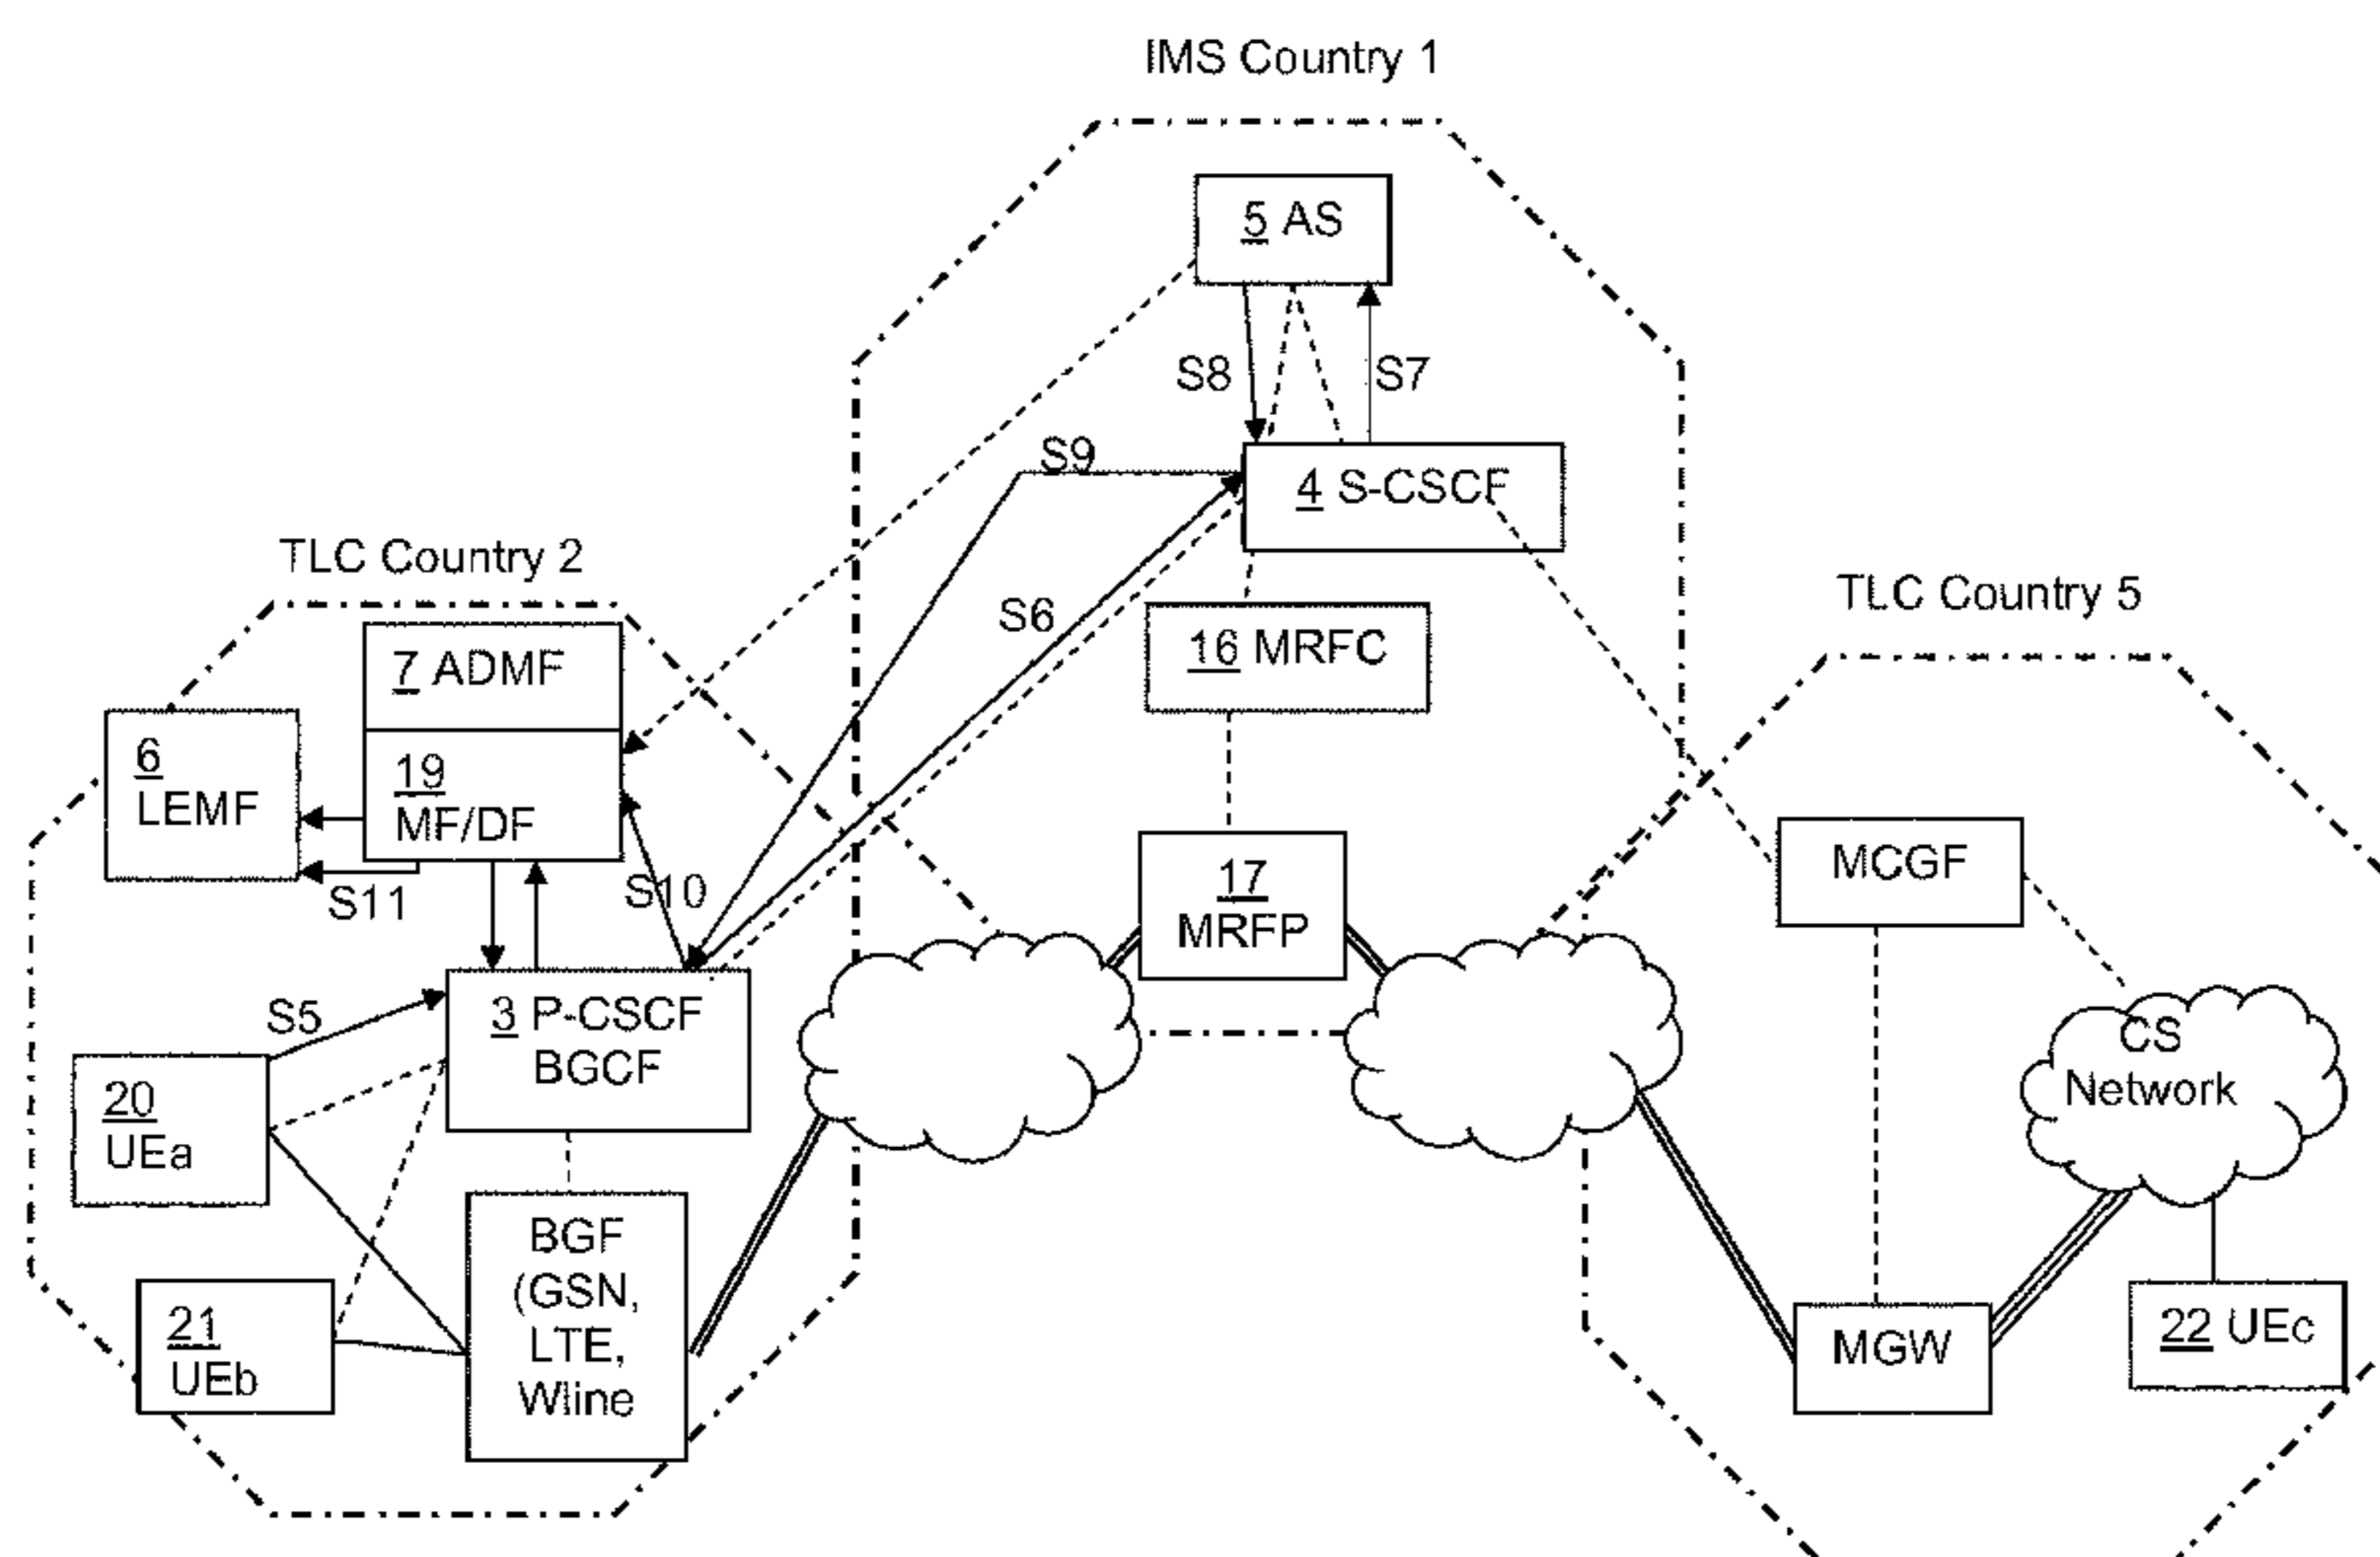 IMS Country 1
5 AS
S8
S7
S9
4 S-CSCF
TLC Country 2
S6
TLC Country 5
7 ADMF
16 MRFC
6
LEMF
19
MF/DF
MCGF
S11
S10
17
MRFP
S5
3 P-CSCF
BGCF
CS
Network
20
UEa
BGF
(GSN,
LTE,
Wline
21
UEb
MGW
22 UEc